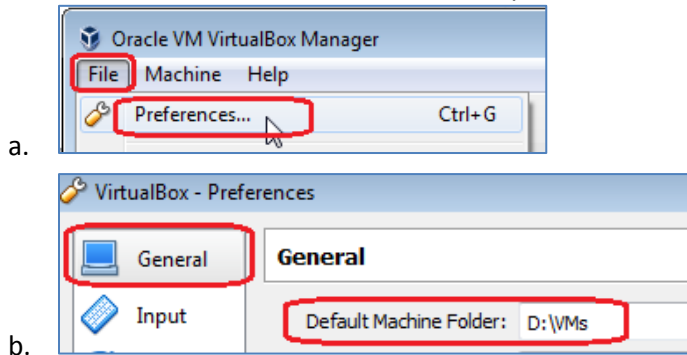 Oracle VM VirtualBox Manager
File Machine Help
Preferences... Ctrl+G
a.
VirtualBox - Preferences
General General
Input Default Machine Folder: D:\VMs
b.